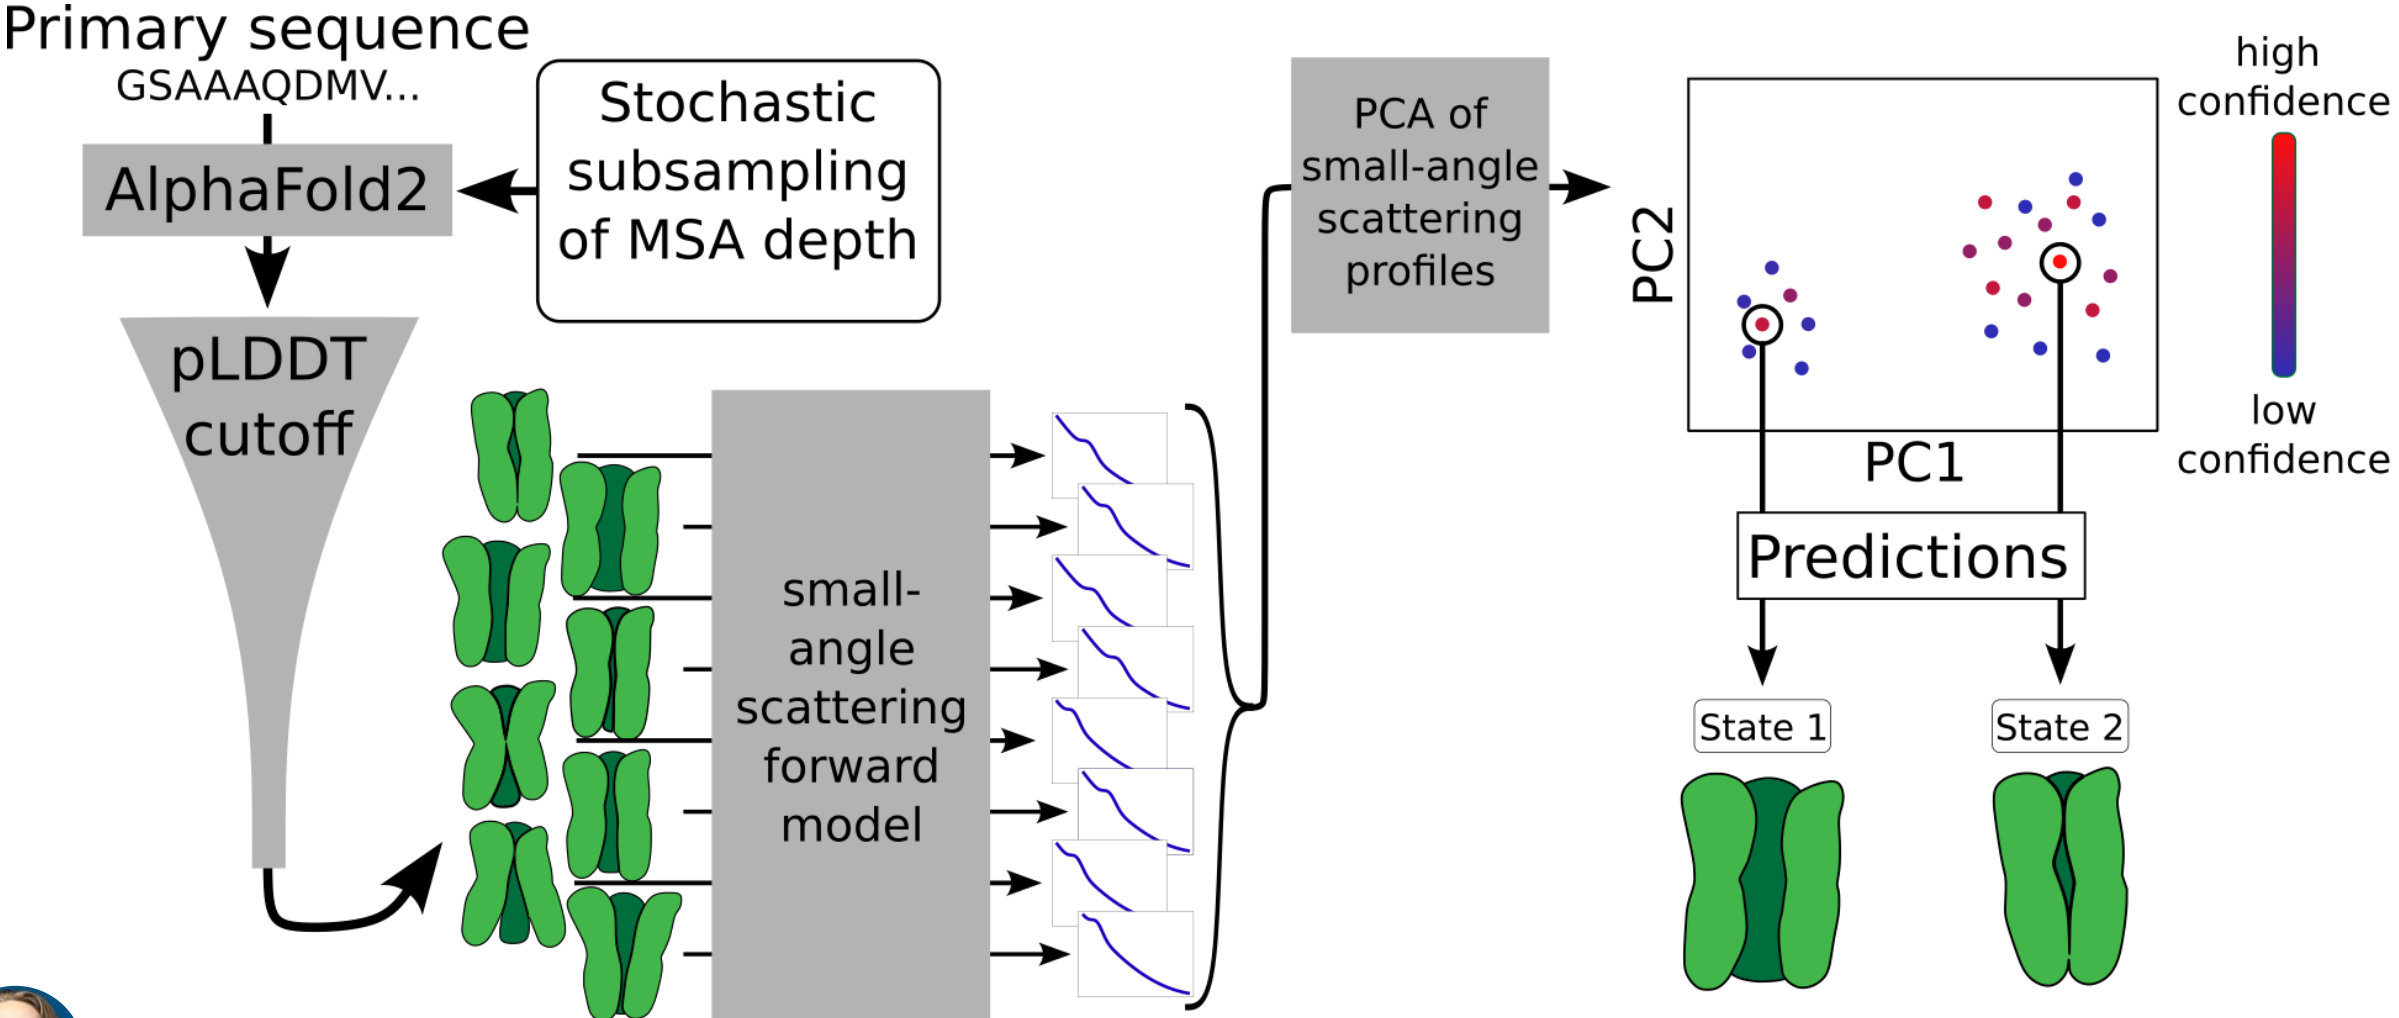 Primary sequence
GSAAAQDMV...
AlphaFold2
Stochastic
subsampling
of MSA depth
pLDDT
cutoff
small-
angle
scattering
forward
model
PCA of
small-angle
scattering
profiles
PC2
PC1
high
confidence
low
confidence
Predictions
State 1
State 2